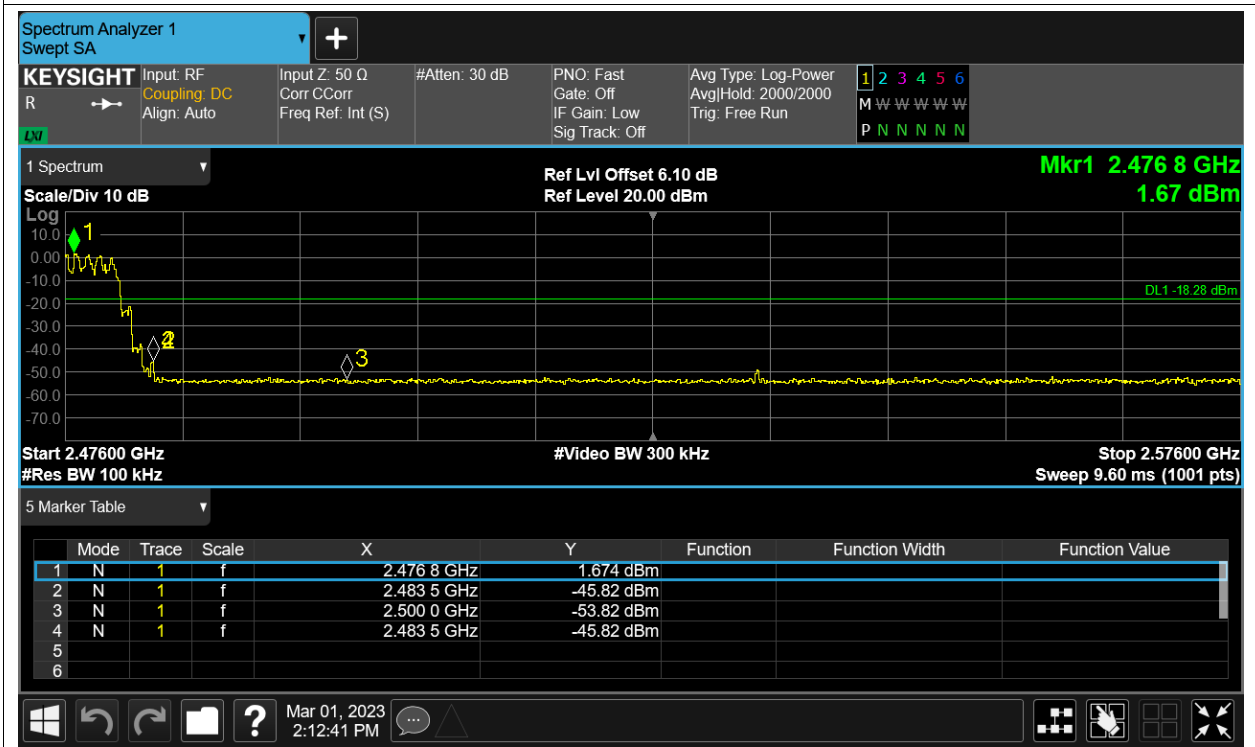 Spectrum Analyzer 1
Swept SA
KEYSIGHT Input: RF Input Z: 50 Ω #Atten: 30 dB PNO: Fast Avg Type: Log-Power 1 2 3 4 5 6
R Coupling: DC Corr CCorr Gate: Off Avg|Hold: 2000/2000 M W W W W W
Align: Auto Freq Ref: Int (S) IF Gain: Low Trig: Free Run
LXI Sig Track: Off P N N N N N
1 Spectrum Ref Lvl Offset 6.10 dB Mkr1 2.476 8 GHz
Scale/Div 10 dB Ref Level 20.00 dBm 1.67 dBm
Log
10.0 1
0.00
-10.0
DL1 -18.28 dBm
-20.0
-30.0
-40.0 2
3
-50.0
-60.0
-70.0
Start 2.47600 GHz #Video BW 300 kHz Stop 2.57600 GHz
#Res BW 100 kHz Sweep 9.60 ms (1001 pts)
5 Marker Table
Mode Trace Scale X Y Function Function Width Function Value
1 N 1 f 2.476 8 GHz 1.674 dBm
2 N 1 f 2.483 5 GHz -45.82 dBm
3 N 1 f 2.500 0 GHz -53.82 dBm
4 N 1 f 2.483 5 GHz -45.82 dBm
5
6
? Mar 01, 2023
2:12:41 PM